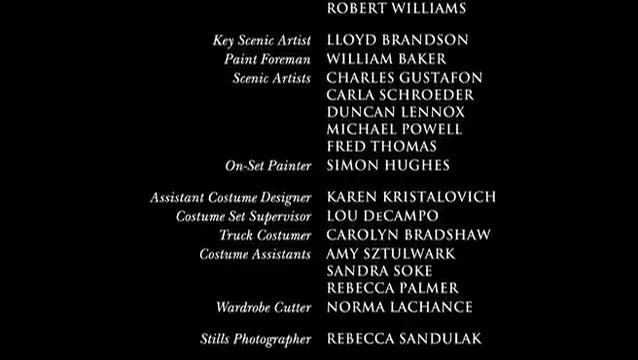 ROBERT WILLIAMS
Key Scenic Artist LLOYD BRANDSON
Paint Foreman WILLIAM BAKER
Scenic Artists CHARLES GUSTAFON
CARLA SCHROEDER
DUNCAN LENNOX
MICHAEL POWELL
FRED THOMAS
On-Set Painter SIMON HUGHES
Assistant Costume Designer KAREN KRISTALOVICH
Costume Set Supervisor LOU DECAMPO
Truck Costumer CAROLYN BRADSHAW
Costume Assistants AMY SZTULWARK
SANDRA SOKE
REBECCA PALMER
Wardrobe Cutter NORMA LACHANCE
Stills Photographer REBECCA SANDULAK